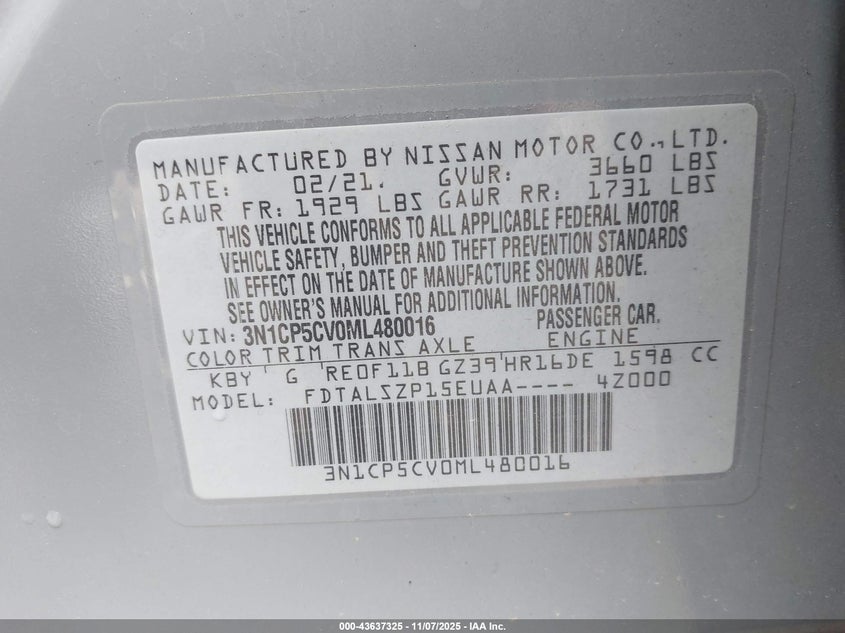 MANUFACTURED BY NISSAN MOTOR CO., LTD.
DATE: 02/21. GVWR: 3660 LBS
GAWR FR: 1929 LBS GAWR RR: 1731 LBS
THIS VEHICLE CONFORMS TO ALL APPLICABLE FEDERAL MOTOR
VEHICLE SAFETY, BUMPER AND THEFT PREVENTION STANDARDS
IN EFFECT ON THE DATE OF MANUFACTURE SHOWN ABOVE.
SEE OWNER'S MANUAL FOR ADDITIONAL INFORMATION.
VIN: 3N1CP5CV0ML480016 PASSENGER CAR.
COLOR TRIM TRANS AXLE ENGINE
KBY G RE0F11B GZ39 HR16DE 1598 CC
MODEL: FDTALSZP15EUAA---- 4Z000
3N1CP5CV0ML480016
000-43637325 - 11/07/2025 - IAA Inc.